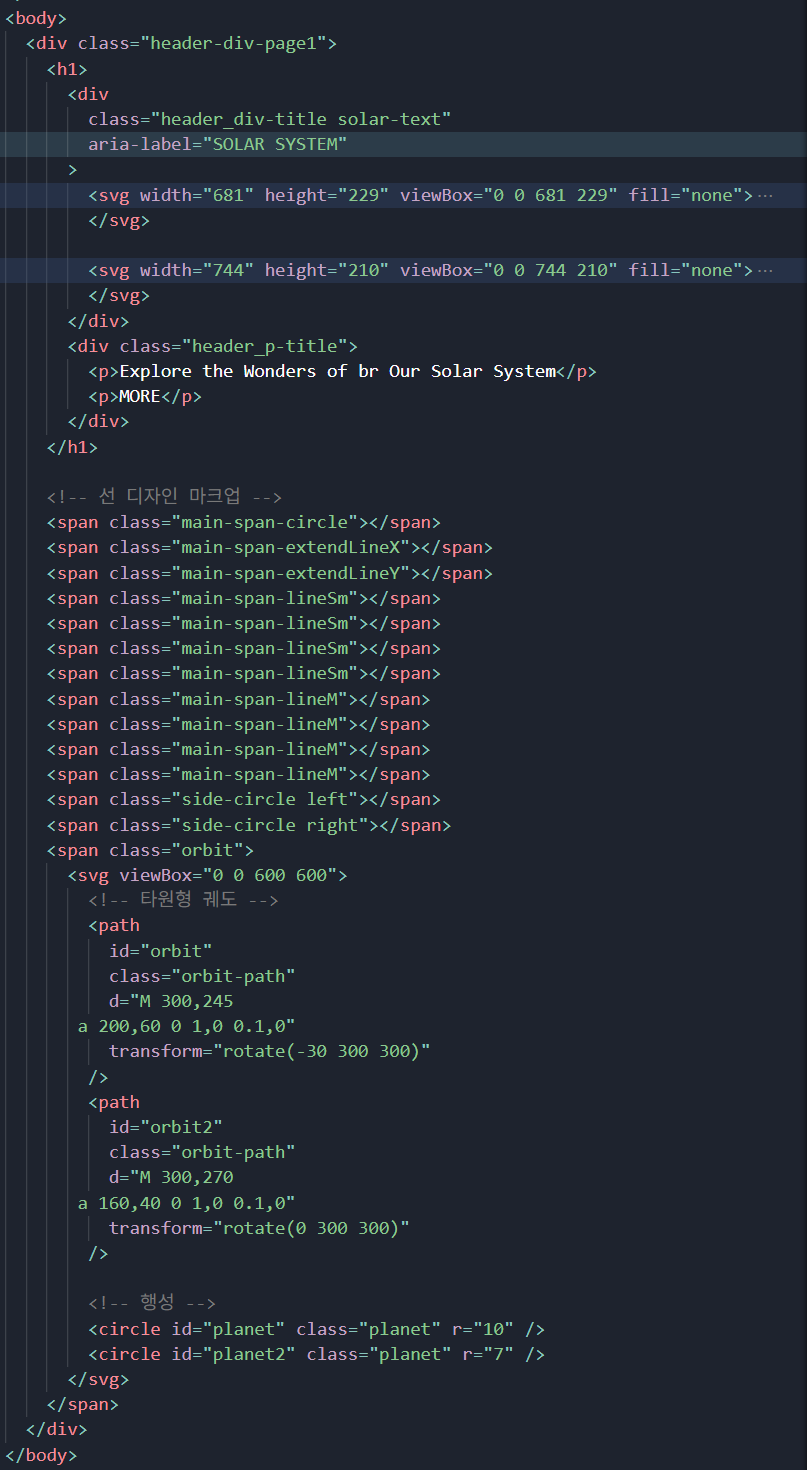 <body>
<div class="header-div-page1">
<h1>
<div
class="header_div-title solar-text"
aria-label="SOLAR SYSTEM"
>
<svg width="681" height="229" viewBox="0 0 681 229" fill="none">···
</svg>
<svg width="744" height="210" viewBox="0 0 744 210" fill="none">···
</svg>
</div>
<div class="header_p-title">
<p>Explore the Wonders of br Our Solar System</p>
<p>MORE</p>
</div>
</h1>
<!-- 선 디자인 마크업 -->
<span class="main-span-circle"></span>
<span class="main-span-extendLineX"></span>
<span class="main-span-extendLineY"></span>
<span class="main-span-lineSm"></span>
<span class="main-span-lineSm"></span>
<span class="main-span-lineSm"></span>
<span class="main-span-lineSm"></span>
<span class="main-span-lineM"></span>
<span class="main-span-lineM"></span>
<span class="main-span-lineM"></span>
<span class="main-span-lineM"></span>
<span class="side-circle left"></span>
<span class="side-circle right"></span>
<span class="orbit">
<svg viewBox="0 0 600 600">
<!-- 타원형 궤도 -->
<path
id="orbit"
class="orbit-path"
d="M 300,245
a 200,60 0 1,0 0.1,0"
transform="rotate(-30 300 300)"
/>
<path
id="orbit2"
class="orbit-path"
d="M 300,270
a 160,40 0 1,0 0.1,0"
transform="rotate(0 300 300)"
/>
<!-- 행성 -->
<circle id="planet" class="planet" r="10" />
<circle id="planet2" class="planet" r="7" />
</svg>
</span>
</div>
</body>